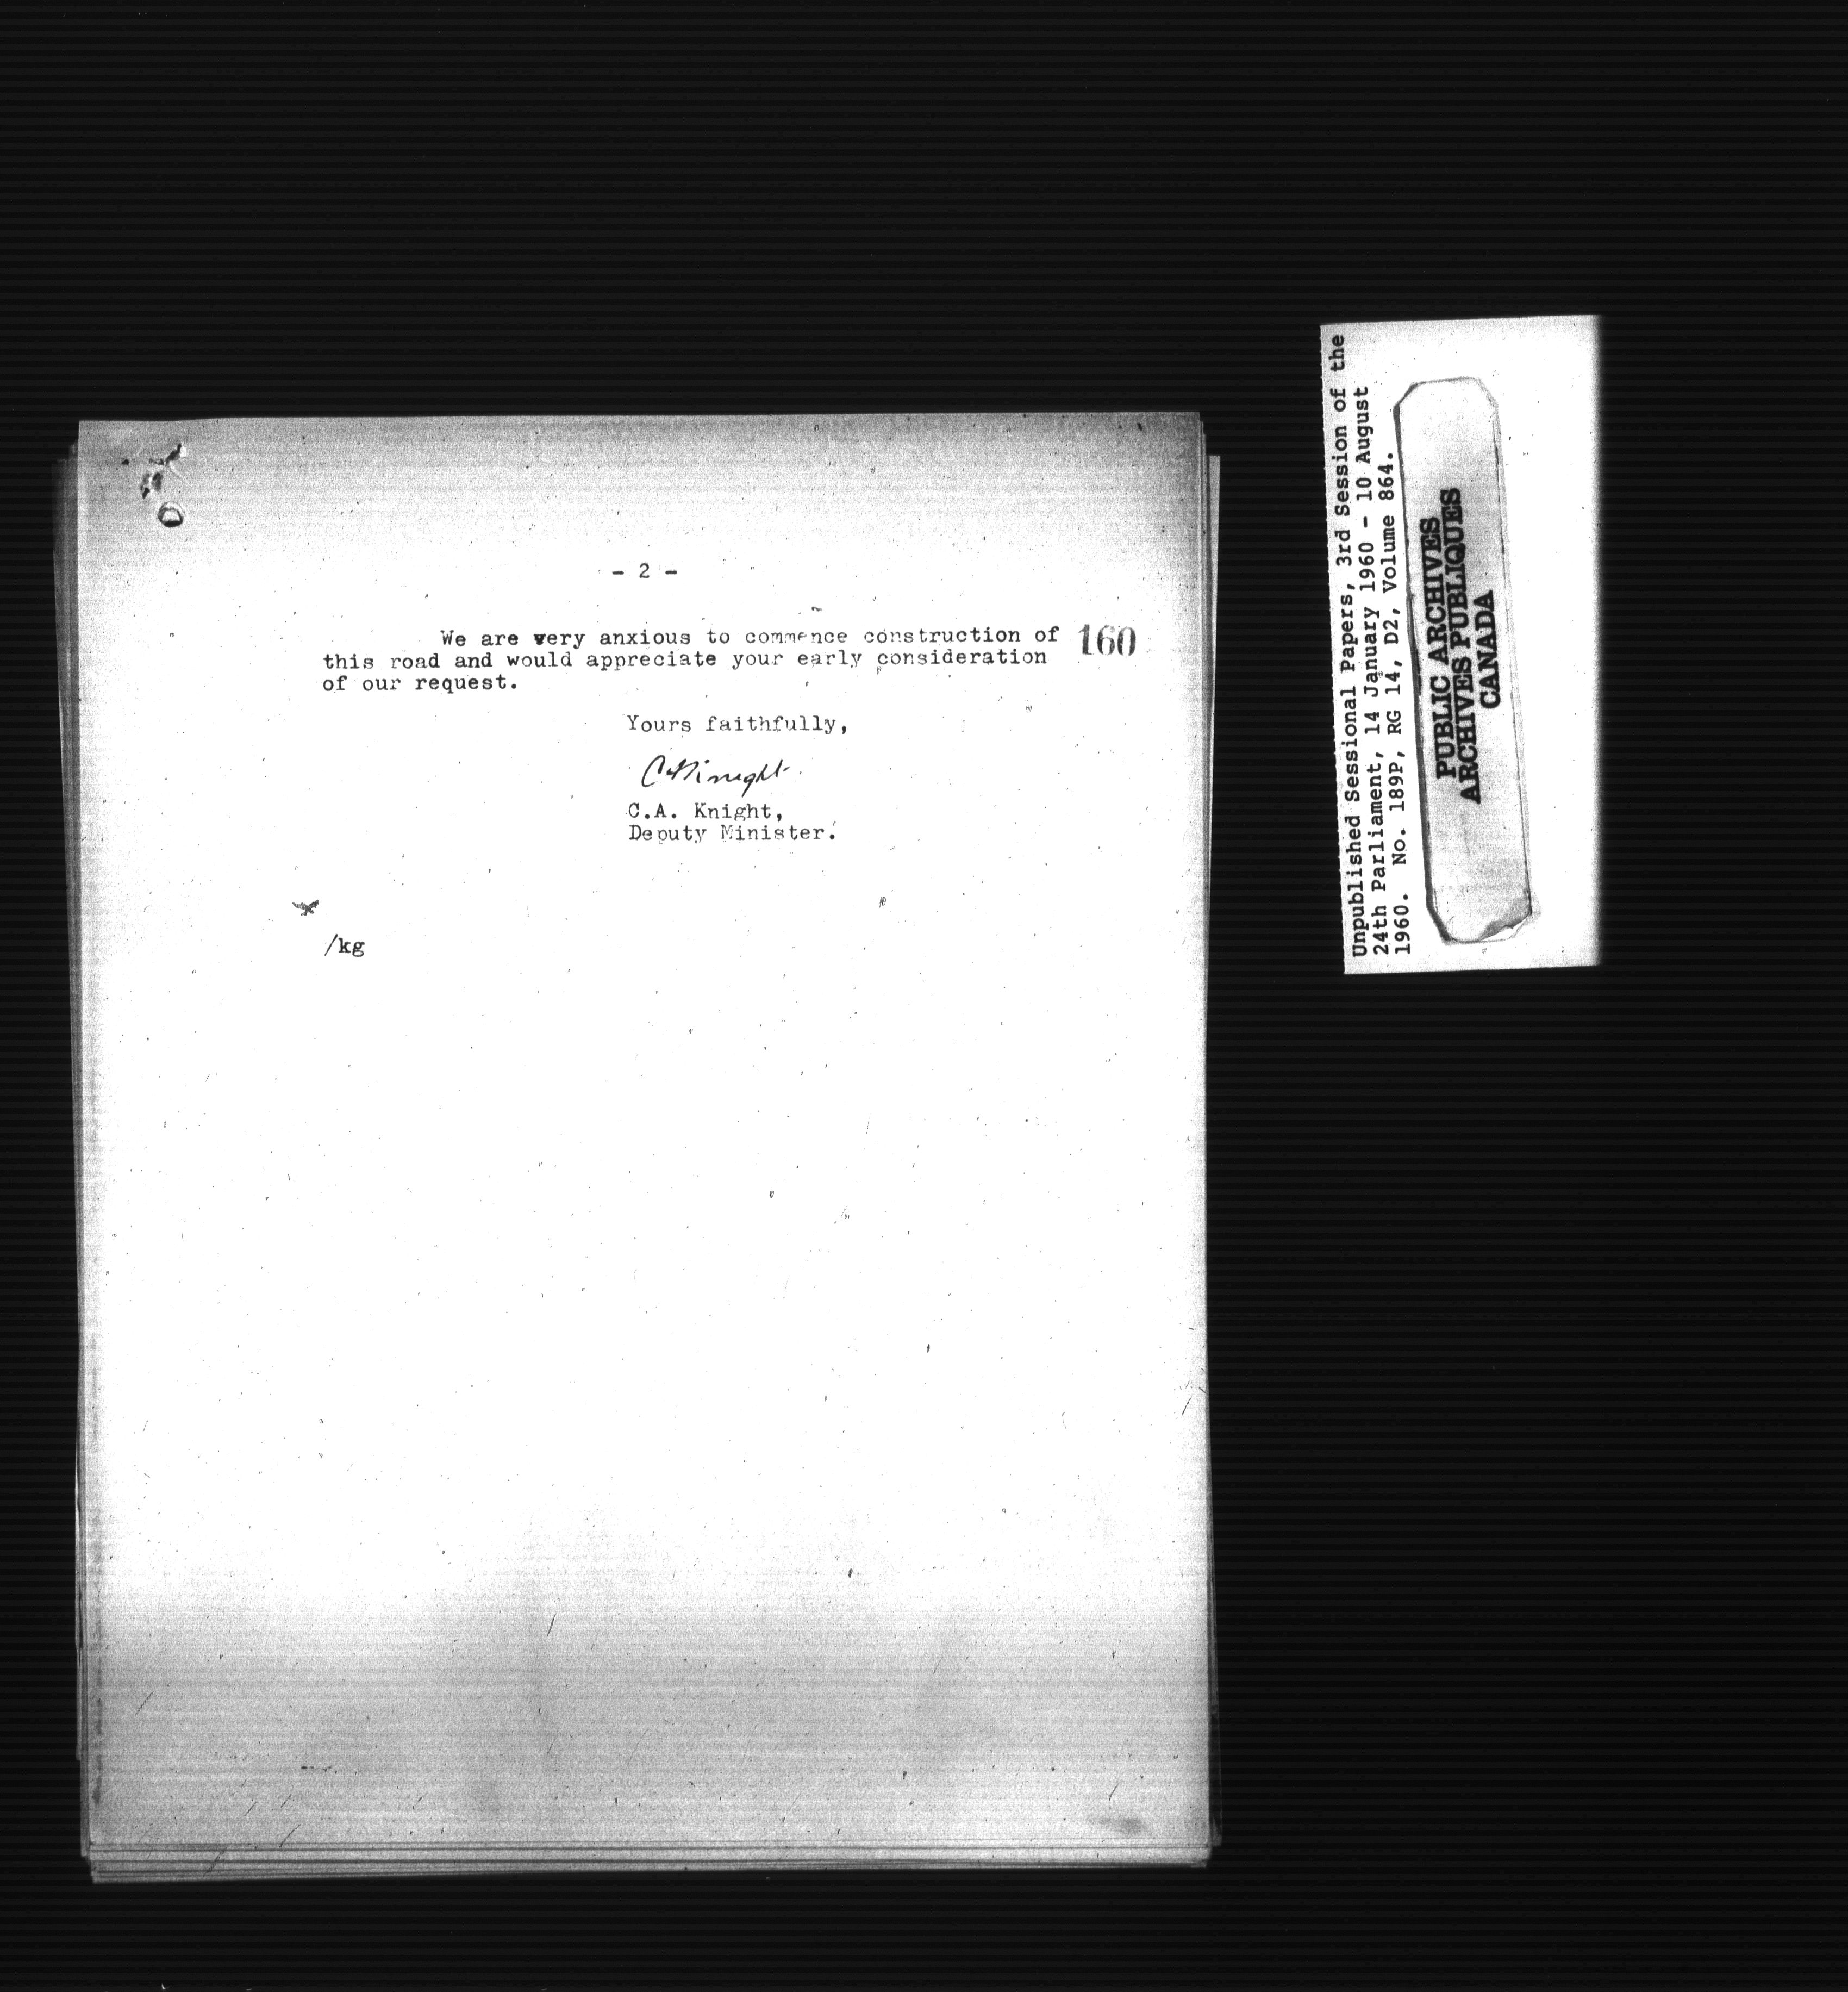 - 2 -
We are very anxious to commence construction of
this road and would appreciate your early consideration
of our request.
160
Yours faithfully,
CAKnight
C.A. Knight,
Deputy Minister.
/kg
Unpublished Sessional Papers, 3rd Session of the
24th Parliament, 14 January 1960 - 10 August
1960. No. 189P, RG 14, D2, Volume 864.
PUBLIC ARCHIVES
ARCHIVES PUBLIQUES
CANADA